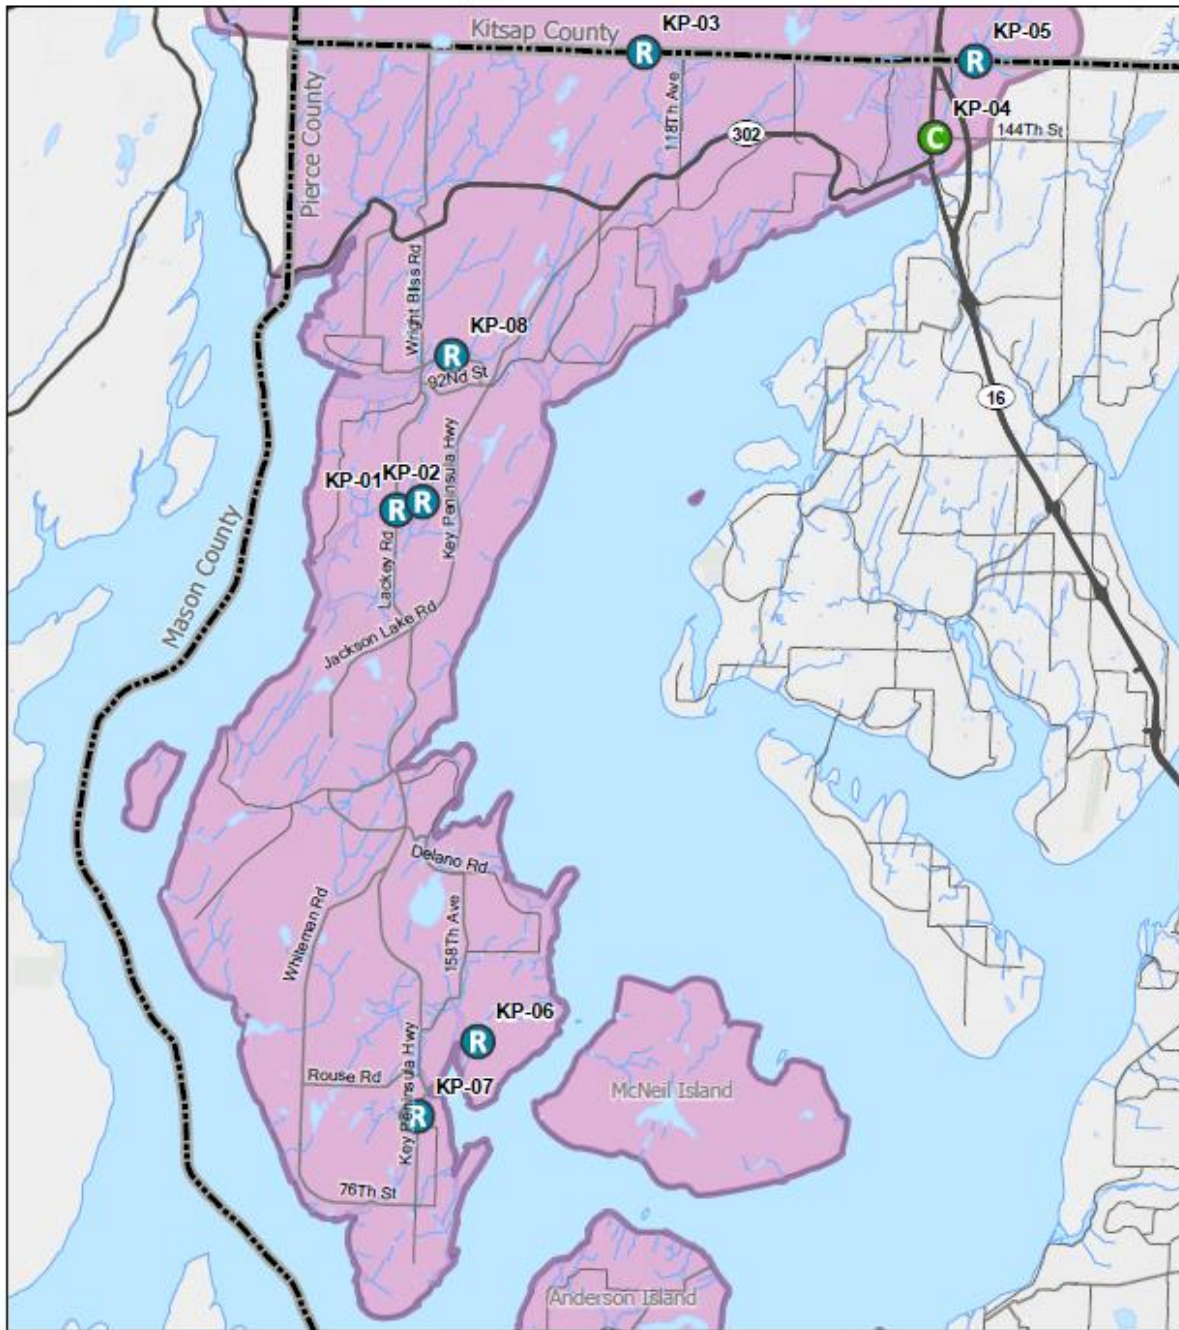 KP-03
Kitsap County
R
KP-05
R
Pierce County
118Th Ave
KP-04
C
144Th St
302
Wright Bliss Rd
KP-08
R
92Nd St
16
Key Peninsula Hwy
KP-01
KP-02
R
R
Mason County
Lackey Rd
Jackson Lake Rd
Delano Rd
Whiteman Rd
158Th Ave
KP-06
R
Key Peninsula Hwy
Rouse Rd
KP-07
R
McNeil Island
76Th St
Anderson Island